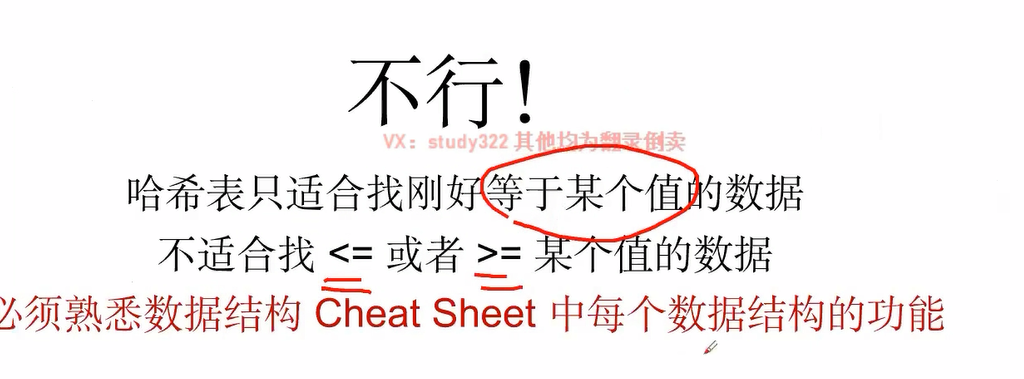 不行！
VX：study322 其他均为翻录倒卖
哈希表只适合找刚好等于某个值的数据
不适合找 <= 或者 >= 某个值的数据
必须熟悉数据结构 Cheat Sheet 中每个数据结构的功能